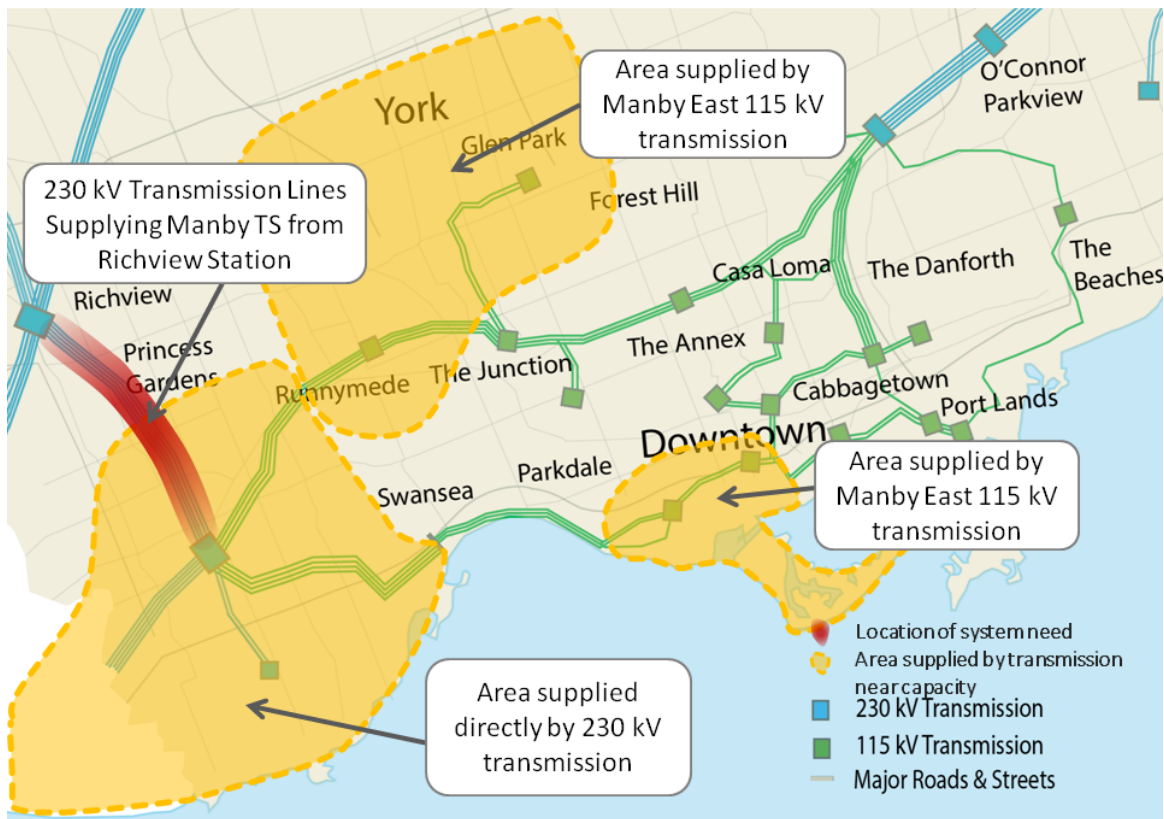 York
Area supplied by
Manby East 115 kV
transmission
O'Connor
Parkview
Glen Park
230 kV Transmission Lines
Supplying Manby TS from
Richview Station
Forest Hill
Richview
Casa Loma
The Danforth
The
Beaches
Princess
Gardens
The Annex
Runnymede
The Junction
Cabbagetown
Port Lands
Downtown
Parkdale
Swansea
Area supplied by
Manby East 115 kV
transmission
Area supplied
directly by 230 kV
transmission
Location of system need
Area supplied by transmission
near capacity
230 kV Transmission
115 kV Transmission
Major Roads & Streets